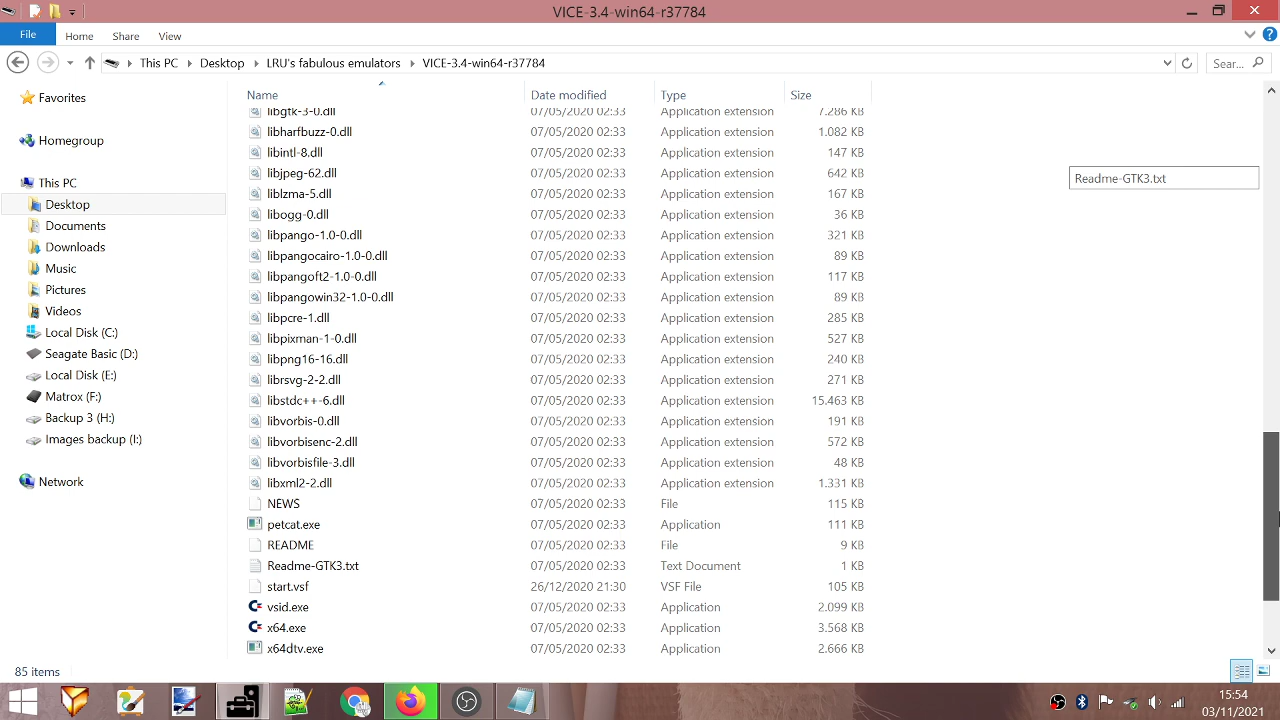 VICE-3.4-win64-r37784
File Home Share View
This PC Desktop LRU's fabulous emulators VICE-3.4-win64-r37784 Sear...
Name Date modified Type Size
Favorites
Homegroup
This PC
Desktop
Documents
Downloads
Music
Pictures
Videos
Local Disk (C:)
Seagate Basic (D:)
Local Disk (E:)
Matrox (F:)
Backup 3 (H:)
Images backup (I:)
Network
libgtk-3-0.dll 07/05/2020 02:33 Application extension 7.286 KB
libharfbuzz-0.dll 07/05/2020 02:33 Application extension 1.082 KB
libintl-8.dll 07/05/2020 02:33 Application extension 147 KB
libjpeg-62.dll 07/05/2020 02:33 Application extension 642 KB
liblzma-5.dll 07/05/2020 02:33 Application extension 167 KB
libogg-0.dll 07/05/2020 02:33 Application extension 36 KB
libpango-1.0-0.dll 07/05/2020 02:33 Application extension 321 KB
libpangocairo-1.0-0.dll 07/05/2020 02:33 Application extension 89 KB
libpangoft2-1.0-0.dll 07/05/2020 02:33 Application extension 117 KB
libpangowin32-1.0-0.dll 07/05/2020 02:33 Application extension 89 KB
libpcre-1.dll 07/05/2020 02:33 Application extension 285 KB
libpixman-1-0.dll 07/05/2020 02:33 Application extension 527 KB
libpng16-16.dll 07/05/2020 02:33 Application extension 240 KB
librsvg-2-2.dll 07/05/2020 02:33 Application extension 271 KB
libstdc++-6.dll 07/05/2020 02:33 Application extension 15.463 KB
libvorbis-0.dll 07/05/2020 02:33 Application extension 191 KB
libvorbisenc-2.dll 07/05/2020 02:33 Application extension 572 KB
libvorbisfile-3.dll 07/05/2020 02:33 Application extension 48 KB
libxml2-2.dll 07/05/2020 02:33 Application extension 1.331 KB
NEWS 07/05/2020 02:33 File 115 KB
petcat.exe 07/05/2020 02:33 Application 111 KB
README 07/05/2020 02:33 File 9 KB
Readme-GTK3.txt 07/05/2020 02:33 Text Document 1 KB
start.vsf 26/12/2020 21:30 VSF File 105 KB
vsid.exe 07/05/2020 02:33 Application 2.099 KB
x64.exe 07/05/2020 02:33 Application 3.568 KB
x64dtv.exe 07/05/2020 02:33 Application 2.666 KB
Readme-GTK3.txt
85 items
15:54
03/11/2021